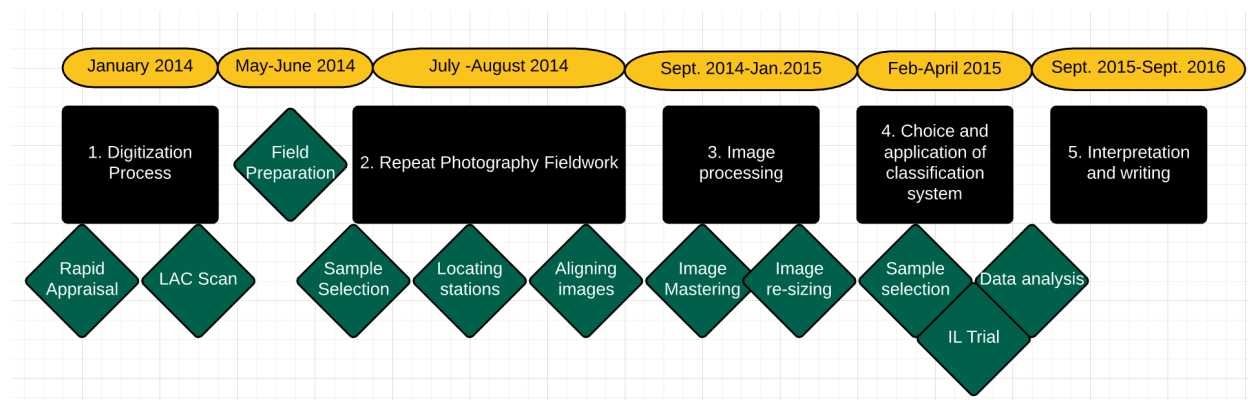 January 2014
May-June 2014
July -August 2014
Sept. 2014-Jan.2015
Feb-April 2015
Sept. 2015-Sept. 2016
1. Digitization
Process
Field
Preparation
2. Repeat Photography Fieldwork
3. Image
processing
4. Choice and
application of
classification
system
5. Interpretation
and writing
Rapid
Appraisal
LAC Scan
Sample
Selection
Locating
stations
Aligning
images
Image
Mastering
Image
re-sizing
Sample
selection
IL Trial
Data analysis